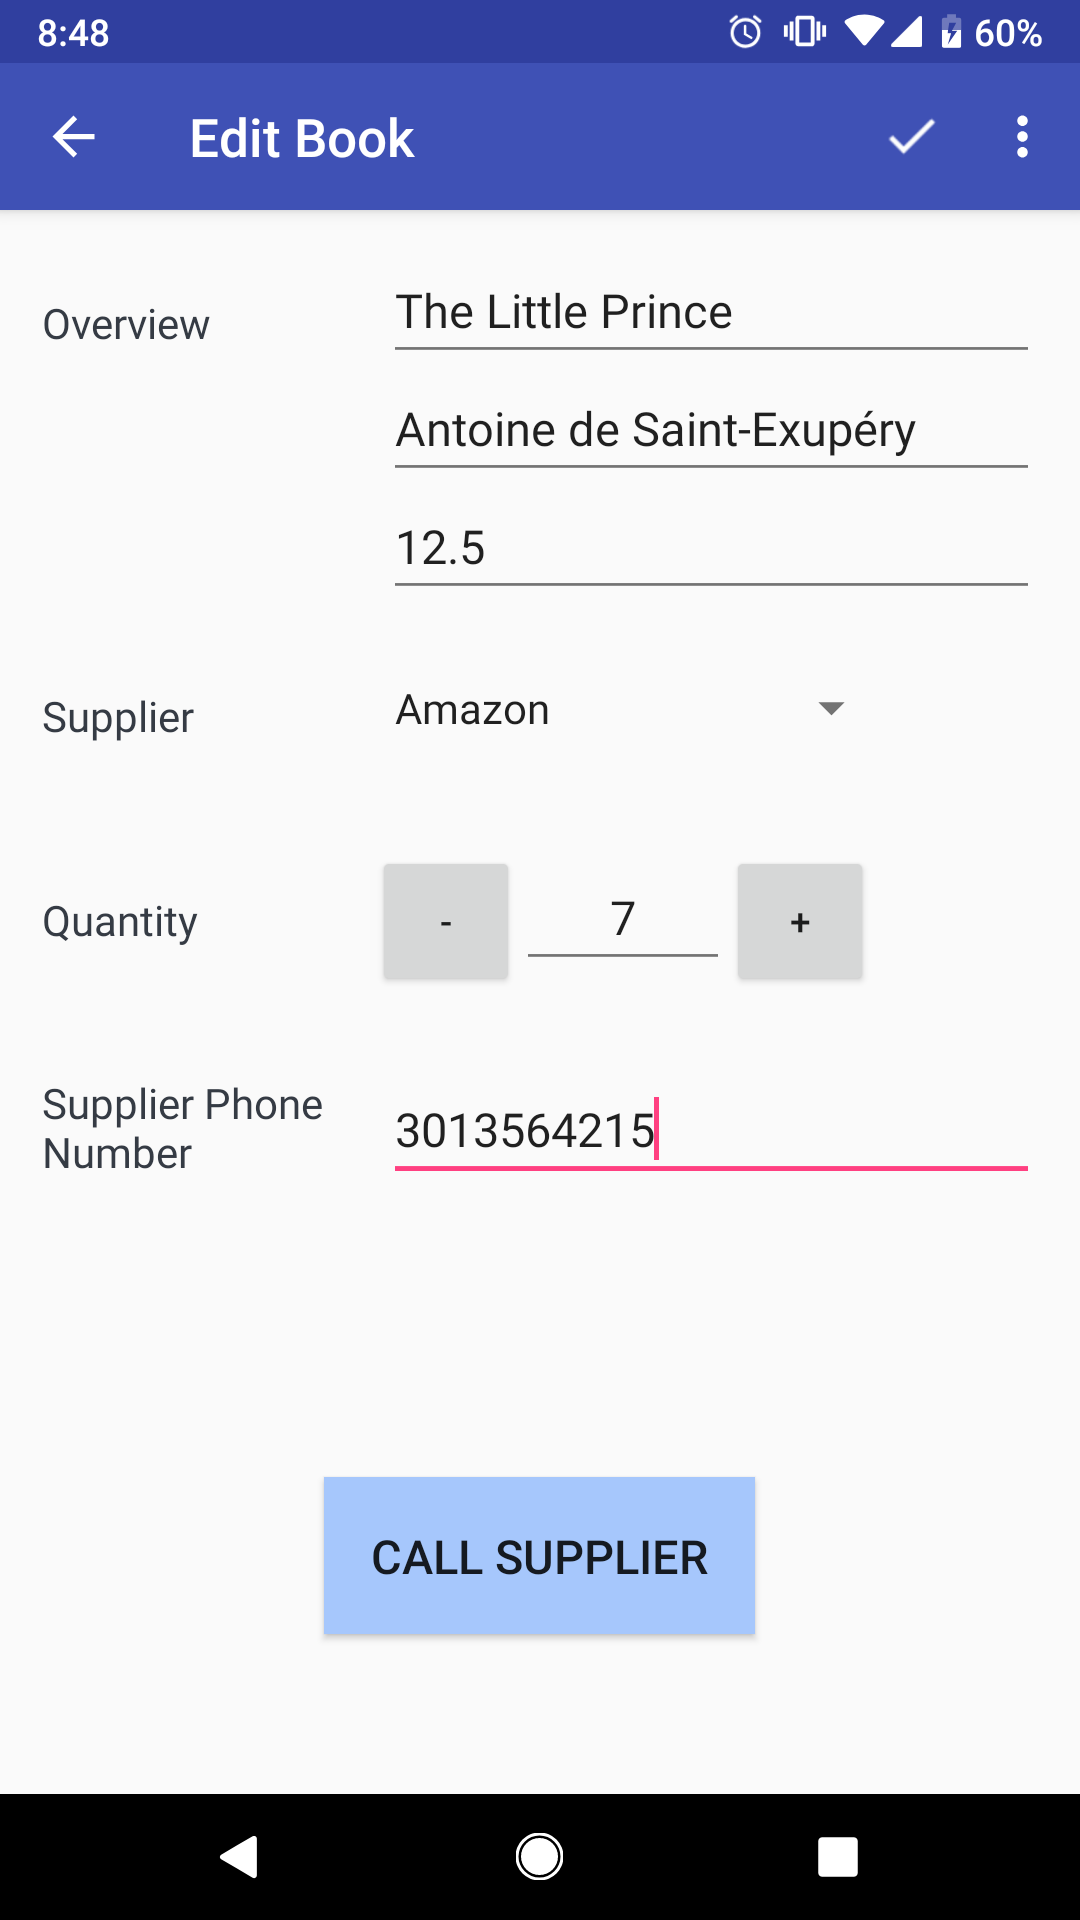 8:48 60%
Edit Book
Overview The Little Prince
Antoine de Saint-Exupéry
12.5
Supplier Amazon
Quantity - 7 +
Supplier Phone
Number 3013564215
CALL SUPPLIER